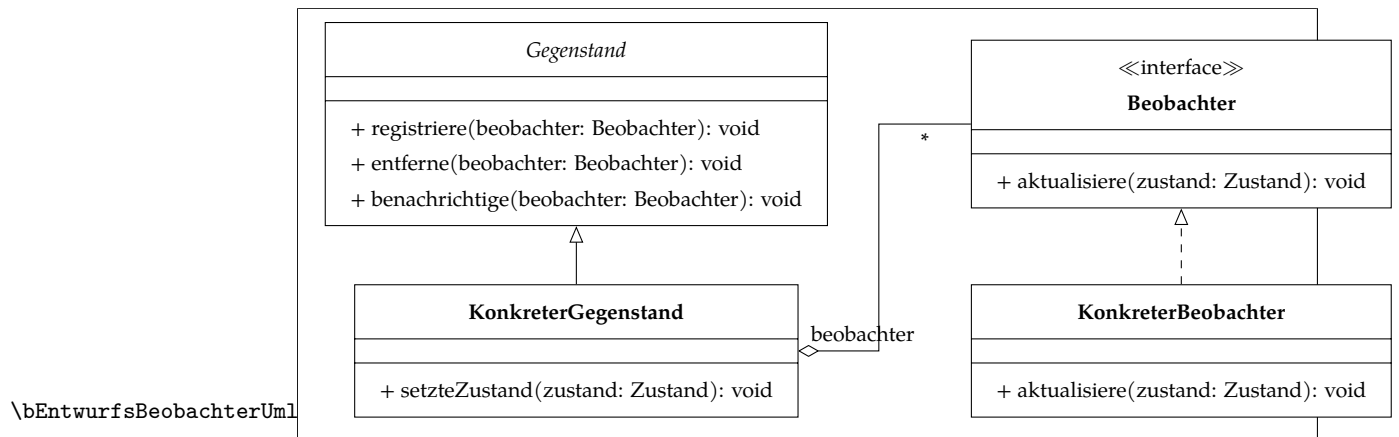 Gegenstand
+ registriere(beobachter: Beobachter): void
+ entferne(beobachter: Beobachter): void
+ benachrichtige(beobachter: Beobachter): void
≪interface≫
Beobachter
+ aktualisiere(zustand: Zustand): void
*
KonkreterGegenstand
+ setzteZustand(zustand: Zustand): void
beobachter
KonkreterBeobachter
+ aktualisiere(zustand: Zustand): void
\bEntwurfsBeobachterUml